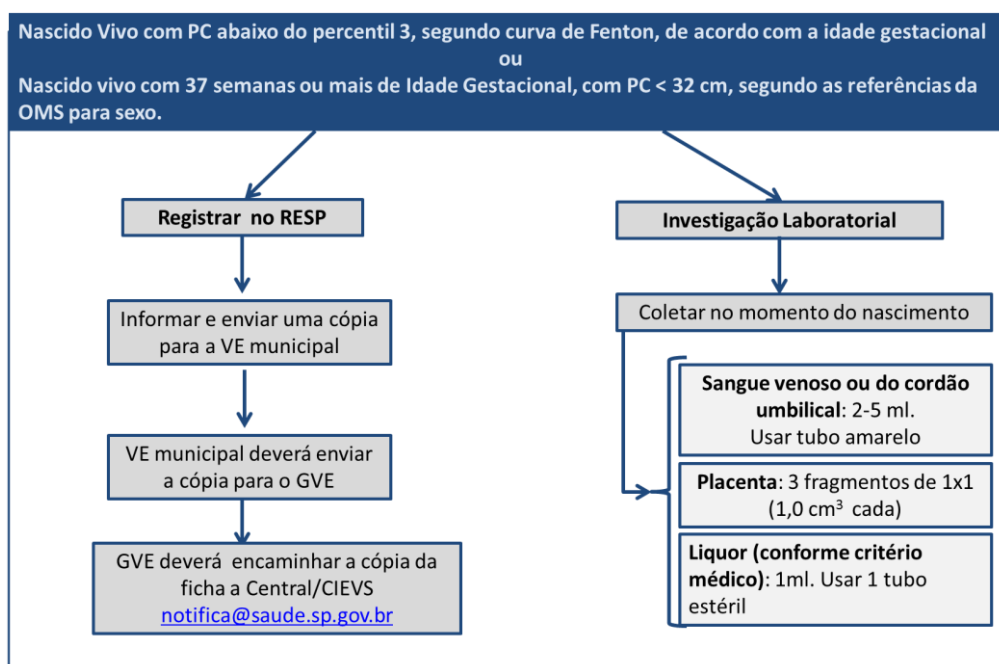 Nascido Vivo com PC abaixo do percentil 3, segundo curva de Fenton, de acordo com a idade gestacional
ou
Nascido vivo com 37 semanas ou mais de Idade Gestacional, com PC < 32 cm, segundo as referências da
OMS para sexo.
Registrar no RESP
Informar e enviar uma cópia
para a VE municipal
VE municipal deverá enviar
a cópia para o GVE
GVE deverá encaminhar a cópia da
ficha a Central/CIEVS
notifica@saude.sp.gov.br
Investigação Laboratorial
Coletar no momento do nascimento
Sangue venoso ou do cordão
umbilical: 2-5 ml.
Usar tubo amarelo
Placenta: 3 fragmentos de 1x1
(1,0 cm³ cada)
Liquor (conforme critério
médico): 1ml. Usar 1 tubo
estéril